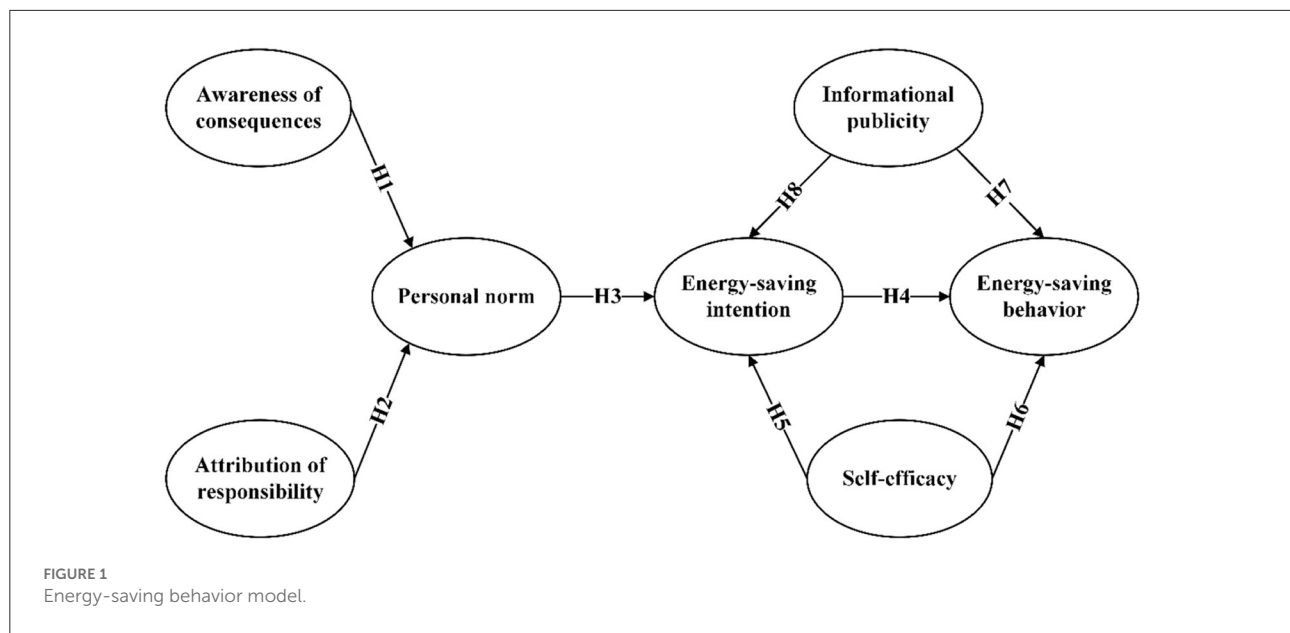 Awareness of
consequences
Informational
publicity
H1
H8
H7
Personal norm
H3
Energy-saving
intention
H4
Energy-saving
behavior
H2
H5
H6
Attribution of
responsibility
Self-efficacy
FIGURE 1
Energy-saving behavior model.